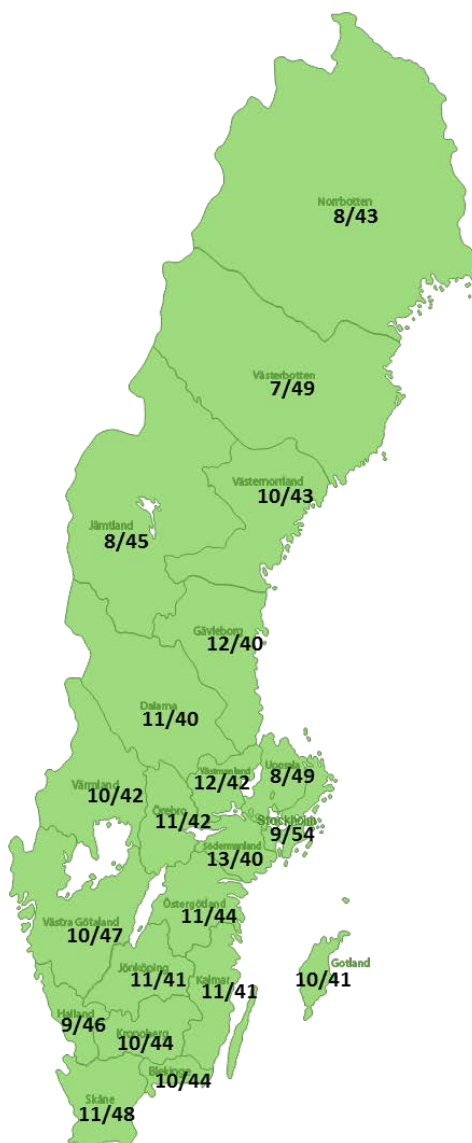 Norrbotten
8/43
Västerbotten
7/49
Västernorrland
10/43
Jämtland
8/45
Gävleborg
12/40
Dalarna
11/40
Uppsala
8/49
Västmanland
12/42
Värmland
10/42
Örebro
11/42
Stockholm
9/54
Södermanland
13/40
Östergötland
11/44
Västra Götaland
10/47
Jönköping
11/41
Kalmar
11/41
Gotland
10/41
Halland
9/46
Kronoberg
10/44
Blekinge
10/44
Skåne
11/48